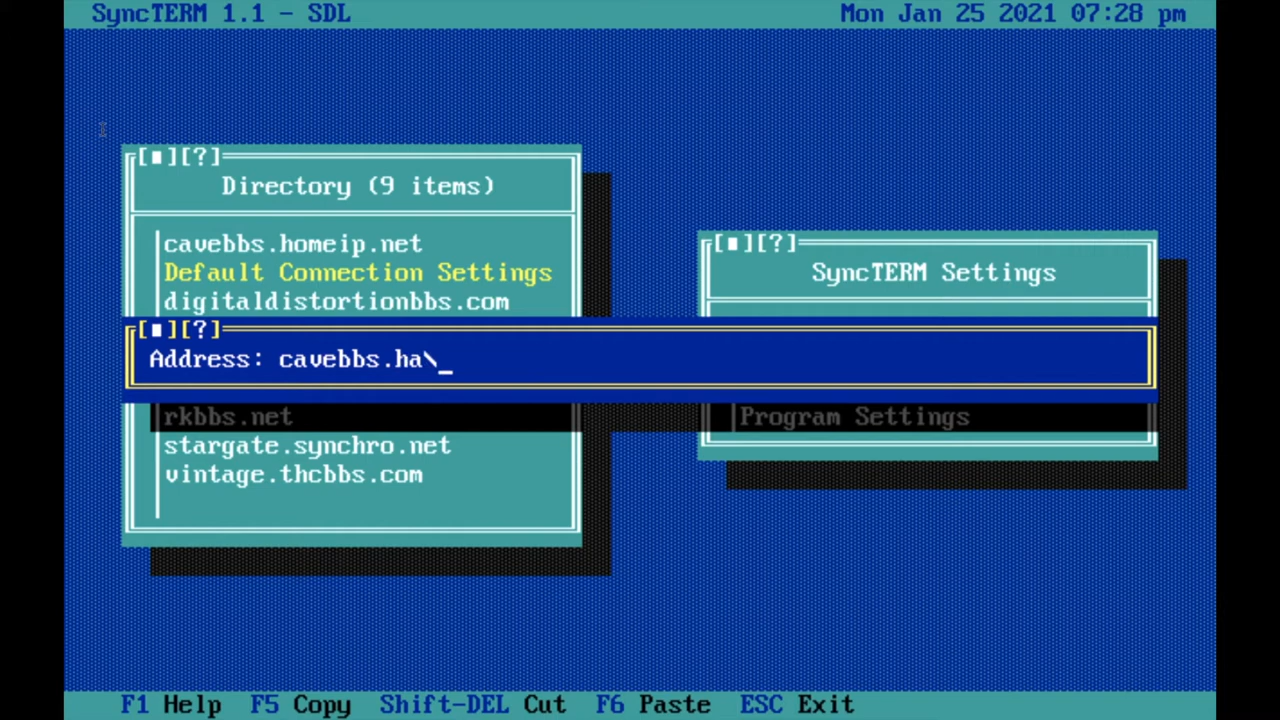 SyncTERM 1.1 - SDL
Mon Jan 25 2021 07:28 pm
[■][?]
Directory (9 items)
cavebbs.homeip.net
Default Connection Settings
digitaldistortionbbs.com
[■][?]
SyncTERM Settings
[■][?]
Address: cavebbs.ha\_
rkbbs.net
Program Settings
stargate.synchro.net
vintage.thcbbs.com
F1 Help F5 Copy Shift-DEL Cut F6 Paste ESC Exit